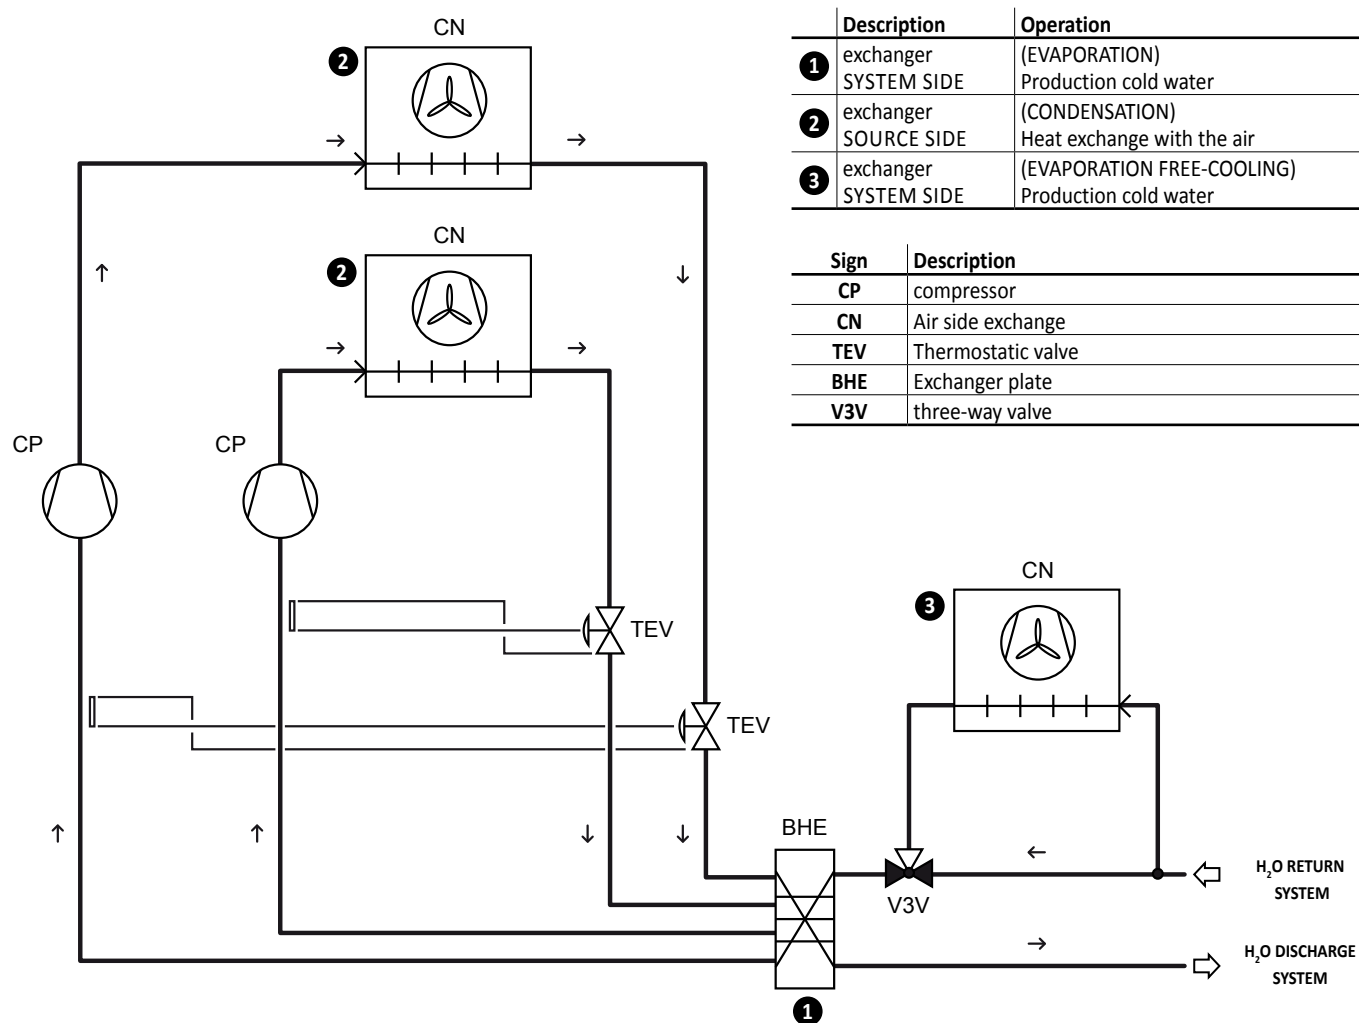 CN
2
CN
2
CP
CP
TEV
TEV
Description Operation
1 exchanger (EVAPORATION)
SYSTEM SIDE Production cold water
2 exchanger (CONDENSATION)
SOURCE SIDE Heat exchange with the air
3 exchanger (EVAPORATION FREE-COOLING)
SYSTEM SIDE Production cold water
Sign Description
CP compressor
CN Air side exchange
TEV Thermostatic valve
BHE Exchanger plate
V3V three-way valve
CN
3
BHE
V3V
H₂O RETURN
SYSTEM
H₂O DISCHARGE
SYSTEM
1